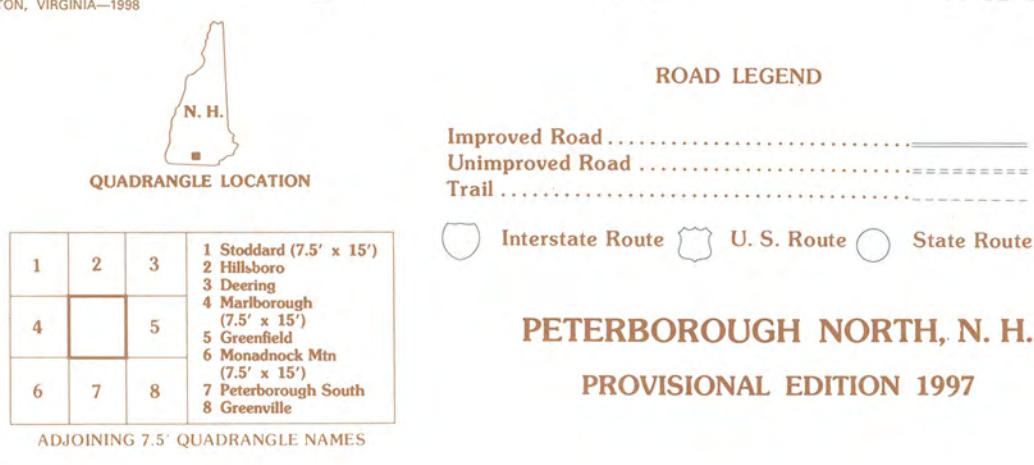 TON, VIRGINIA—1998
N. H.
QUADRANGLE LOCATION
1 2 3
4 5
6 7 8
1 Stoddard (7.5′ x 15′)
2 Hillsboro
3 Deering
4 Marlborough
(7.5′ x 15′)
5 Greenfield
6 Monadnock Mtn
(7.5′ x 15′)
7 Peterborough South
8 Greenville
ADJOINING 7.5′ QUADRANGLE NAMES
ROAD LEGEND
Improved Road
Unimproved Road
Trail
Interstate Route U. S. Route State Route
PETERBOROUGH NORTH, N. H.
PROVISIONAL EDITION 1997